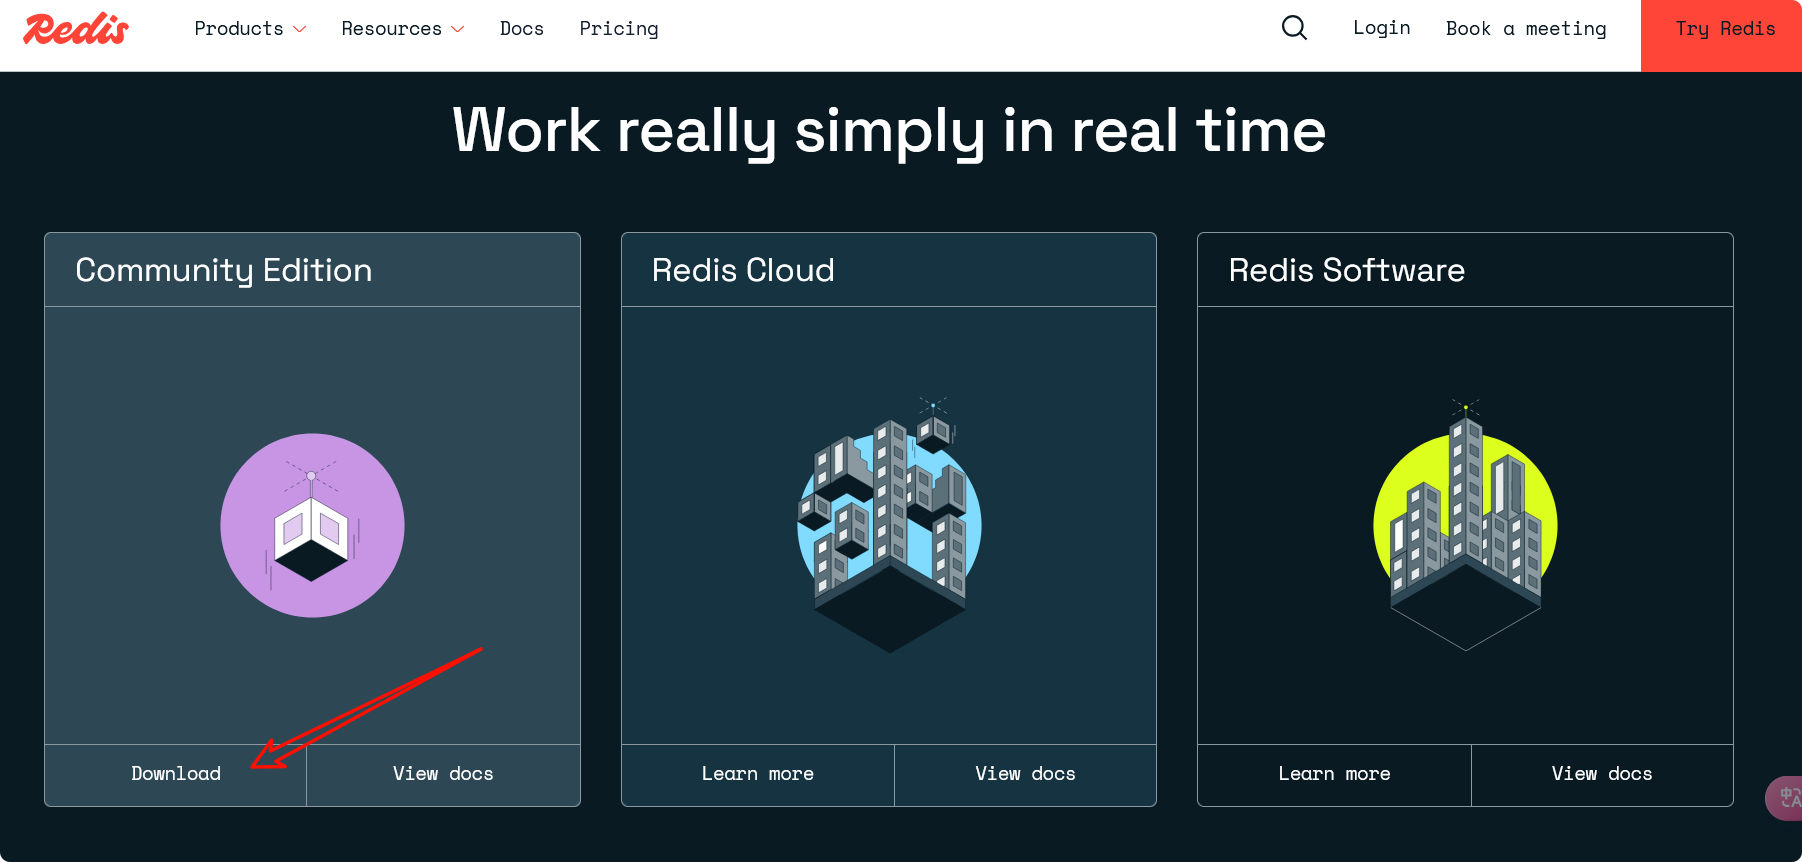 Redis Products Resources Docs Pricing Login Book a meeting Try Redis
Work really simply in real time
Community Edition
Redis Cloud
Redis Software
Download View docs
Learn more View docs
Learn more View docs
中 A